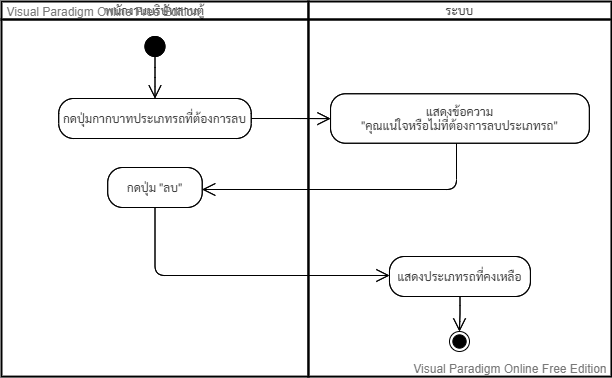 Visual Paradigm Online Free Edition
พนักงานบริษัทลานตู้
ระบบ
กดปุ่มกากบาทประเภทรถที่ต้องการลบ
แสดงข้อความ
"คุณแน่ใจหรือไม่ที่ต้องการลบประเภทรถ"
กดปุ่ม "ลบ"
แสดงประเภทรถที่คงเหลือ
Visual Paradigm Online Free Edition